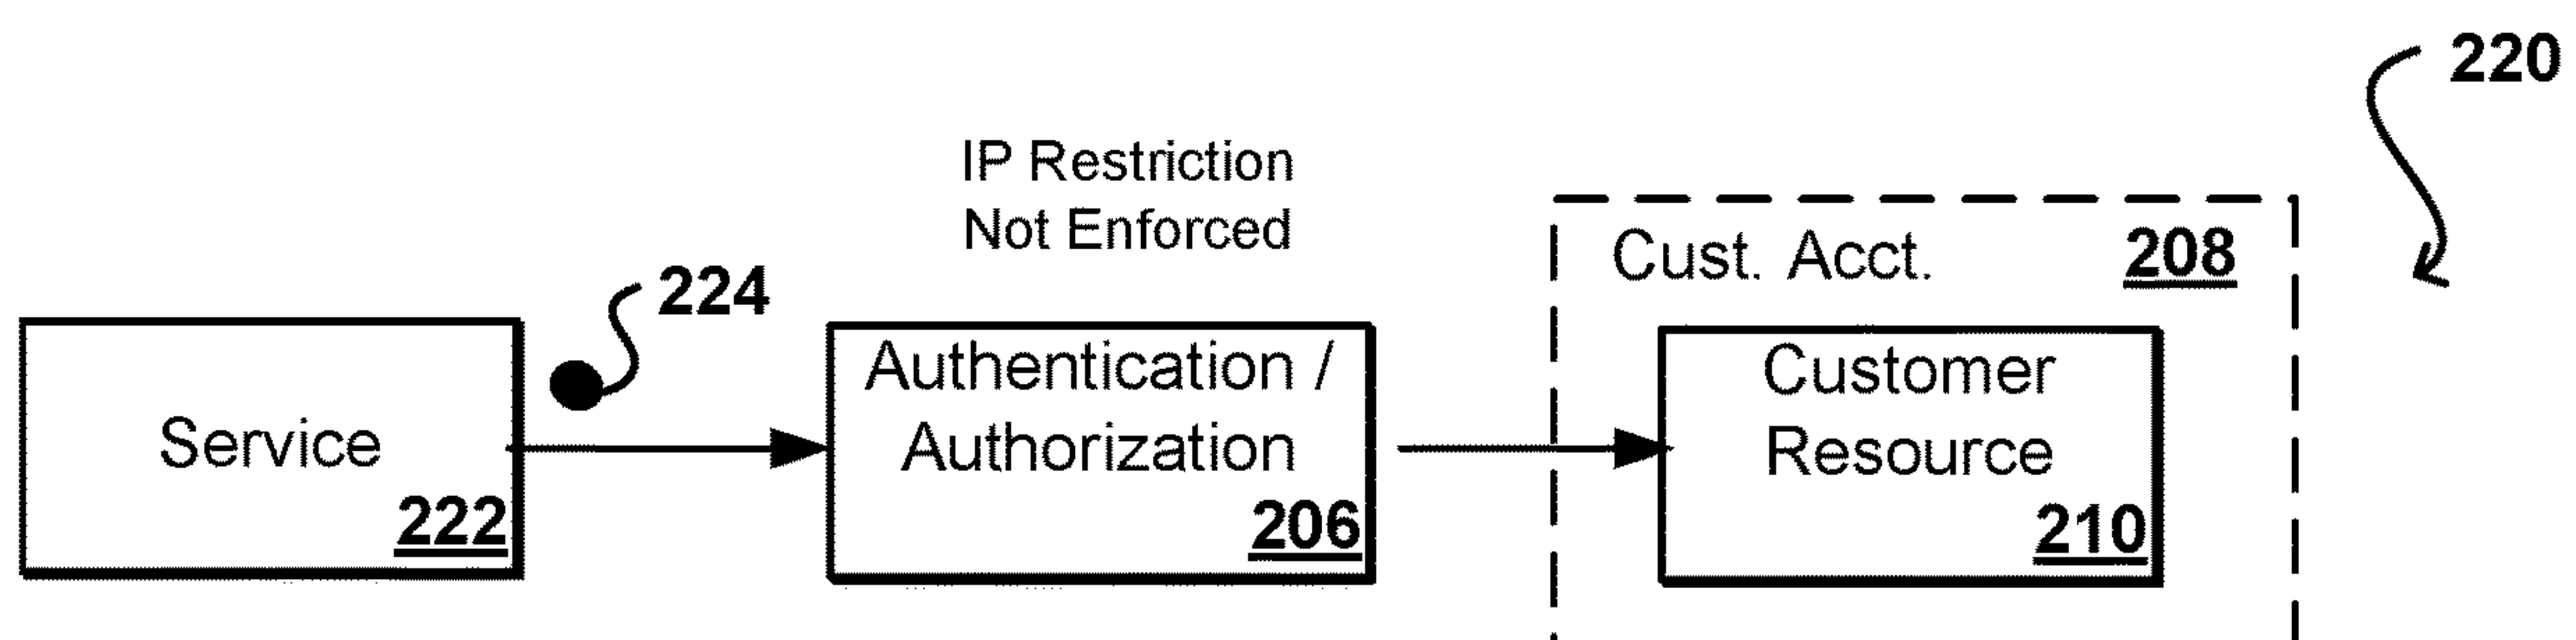 220
IP Restriction
Not Enforced
Cust. Acct. 208
224
Service
222
Authentication /
Authorization
206
Customer
Resource
210